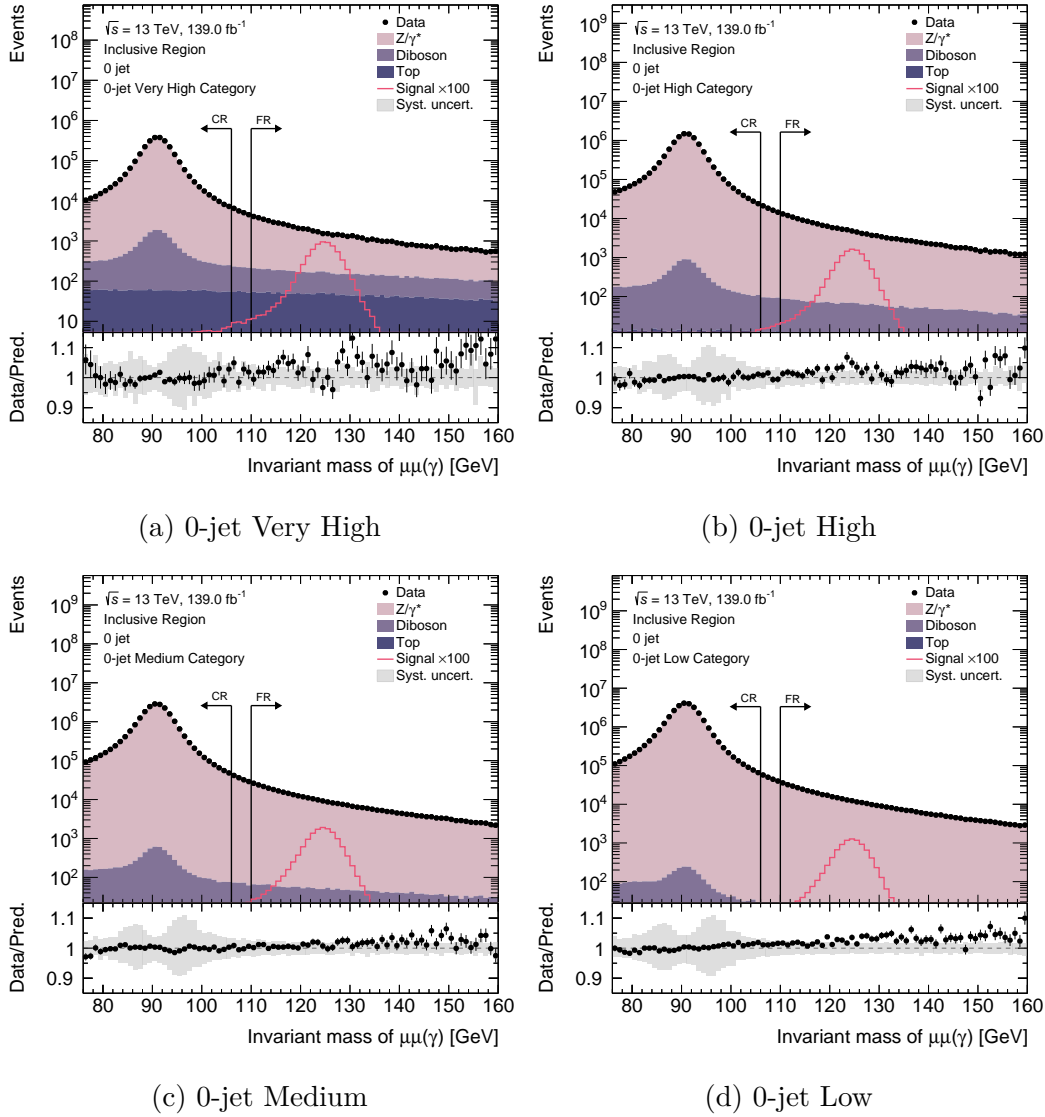 Events
10⁸
10⁷
10⁶
10⁵
10⁴
10³
10²
10
√s = 13 TeV, 139.0 fb⁻¹
Inclusive Region
0 jet
0-jet Very High Category
Data
Z/γ*
Diboson
Top
Signal ×100
Syst. uncert.
CR
FR
Data/Pred.
1.1
1
0.9
80 90 100 110 120 130 140 150 160
Invariant mass of μμ(γ) [GeV]
(a) 0-jet Very High
Events
10⁹
10⁸
10⁷
10⁶
10⁵
10⁴
10³
10²
√s = 13 TeV, 139.0 fb⁻¹
Inclusive Region
0 jet
0-jet High Category
Data
Z/γ*
Diboson
Top
Signal ×100
Syst. uncert.
CR
FR
Data/Pred.
1.1
1
0.9
80 90 100 110 120 130 140 150 160
Invariant mass of μμ(γ) [GeV]
(b) 0-jet High
Events
10⁹
10⁸
10⁷
10⁶
10⁵
10⁴
10³
10²
√s = 13 TeV, 139.0 fb⁻¹
Inclusive Region
0 jet
0-jet Medium Category
Data
Z/γ*
Diboson
Top
Signal ×100
Syst. uncert.
CR
FR
Data/Pred.
1.1
1
0.9
80 90 100 110 120 130 140 150 160
Invariant mass of μμ(γ) [GeV]
(c) 0-jet Medium
Events
10⁹
10⁸
10⁷
10⁶
10⁵
10⁴
10³
10²
√s = 13 TeV, 139.0 fb⁻¹
Inclusive Region
0 jet
0-jet Low Category
Data
Z/γ*
Diboson
Top
Signal ×100
Syst. uncert.
CR
FR
Data/Pred.
1.1
1
0.9
80 90 100 110 120 130 140 150 160
Invariant mass of μμ(γ) [GeV]
(d) 0-jet Low